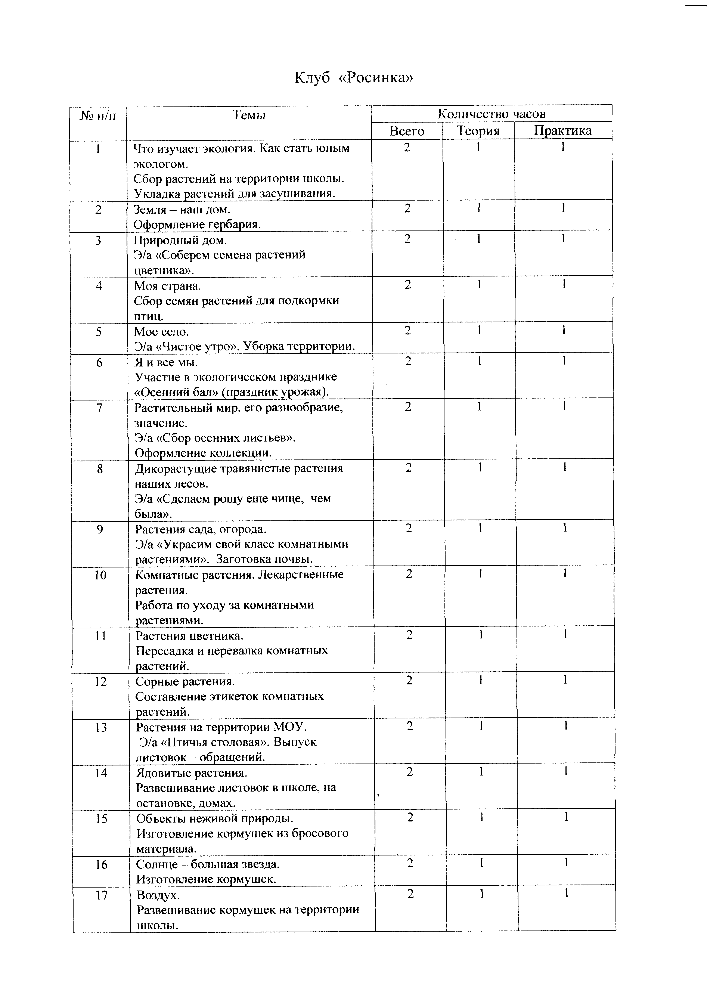 Клуб «Росинка»
№ п/п Темы Количество часов
Всего Теория Практика
1 Что изучает экология. Как стать юным 2 1 1
экологом.
Сбор растений на территории школы.
Укладка растений для засушивания.
2 Земля – наш дом. 2 1 1
Оформление гербария.
3 Природный дом. 2 1 1
Э/а «Соберем семена растений
цветника».
4 Моя страна. 2 1 1
Сбор семян растений для подкормки
птиц.
5 Мое село. 2 1 1
Э/а «Чистое утро». Уборка территории.
6 Я и все мы. 2 1 1
Участие в экологическом празднике
«Осенний бал» (праздник урожая).
7 Растительный мир, его разнообразие, 2 1 1
значение.
Э/а «Сбор осенних листьев».
Оформление коллекции.
8 Дикорастущие травянистые растения 2 1 1
наших лесов.
Э/а «Сделаем рощу еще чище, чем
была».
9 Растения сада, огорода. 2 1 1
Э/а «Украсим свой класс комнатными
растениями». Заготовка почвы.
10 Комнатные растения. Лекарственные 2 1 1
растения.
Работа по уходу за комнатными
растениями.
11 Растения цветника. 2 1 1
Пересадка и перевалка комнатных
растений.
12 Сорные растения. 2 1 1
Составление этикеток комнатных
растений.
13 Растения на территории МОУ. 2 1 1
Э/а «Птичья столовая». Выпуск
листовок – обращений.
14 Ядовитые растения. 2 1 1
Развешивание листовок в школе, на
остановке, домах.
15 Объекты неживой природы. 2 1 1
Изготовление кормушек из бросового
материала.
16 Солнце – большая звезда. 2 1 1
Изготовление кормушек.
17 Воздух. 2 1 1
Развешивание кормушек на территории
школы.